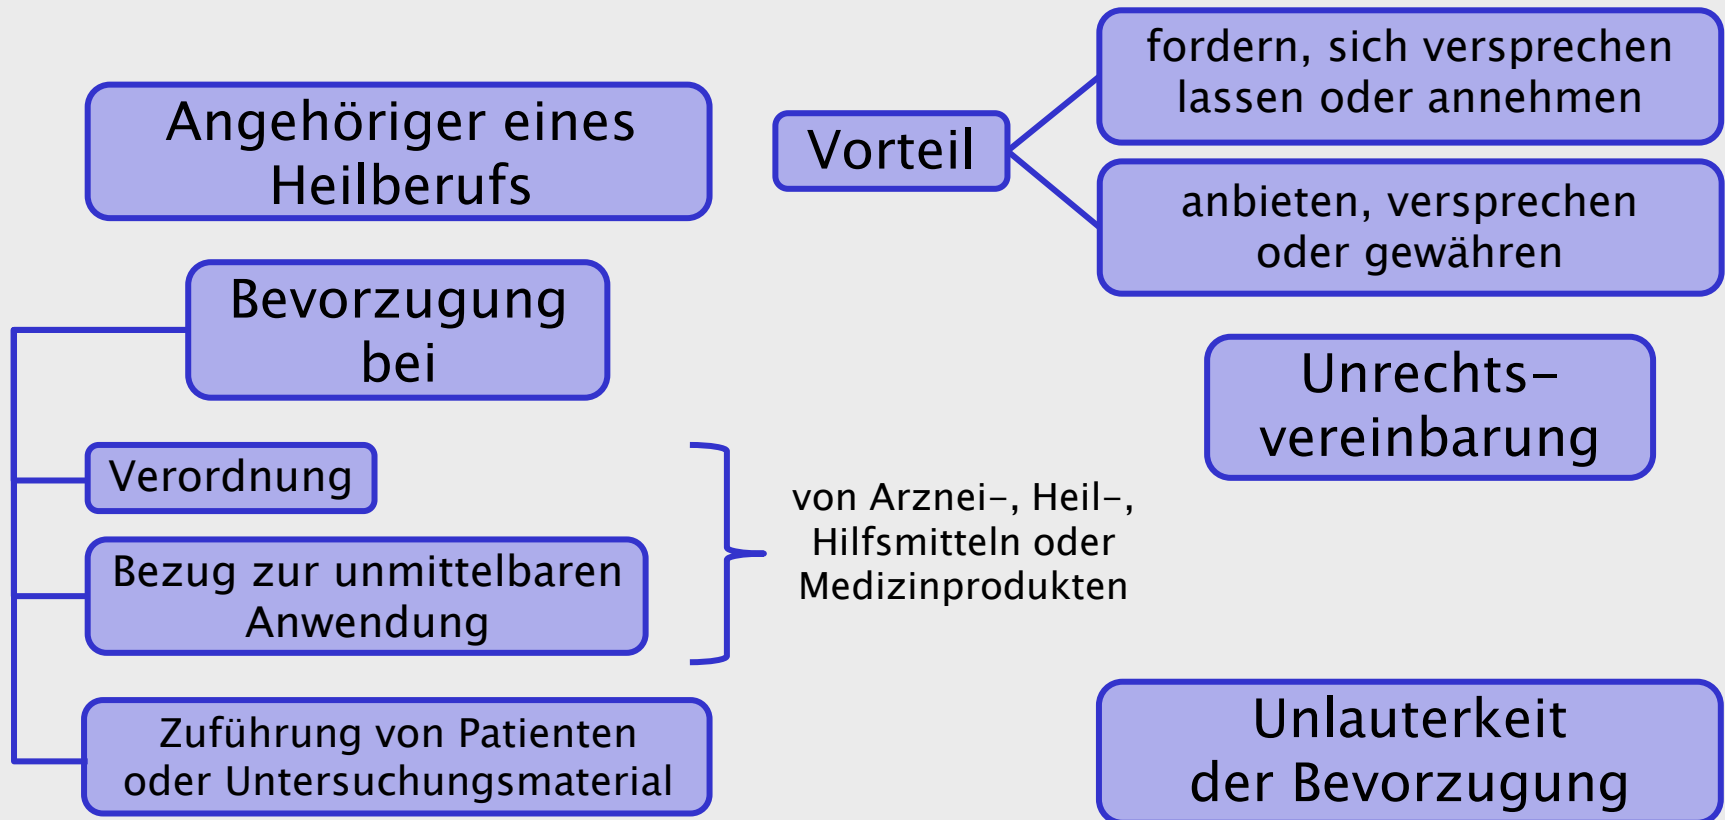 Angehöriger eines
Heilberufs
Vorteil
fordern, sich versprechen
lassen oder annehmen
anbieten, versprechen
oder gewähren
Bevorzugung
bei
Verordnung
Bezug zur unmittelbaren
Anwendung
Zuführung von Patienten
oder Untersuchungsmaterial
von Arznei-, Heil-,
Hilfsmitteln oder
Medizinprodukten
Unrechts-
vereinbarung
Unlauterkeit
der Bevorzugung